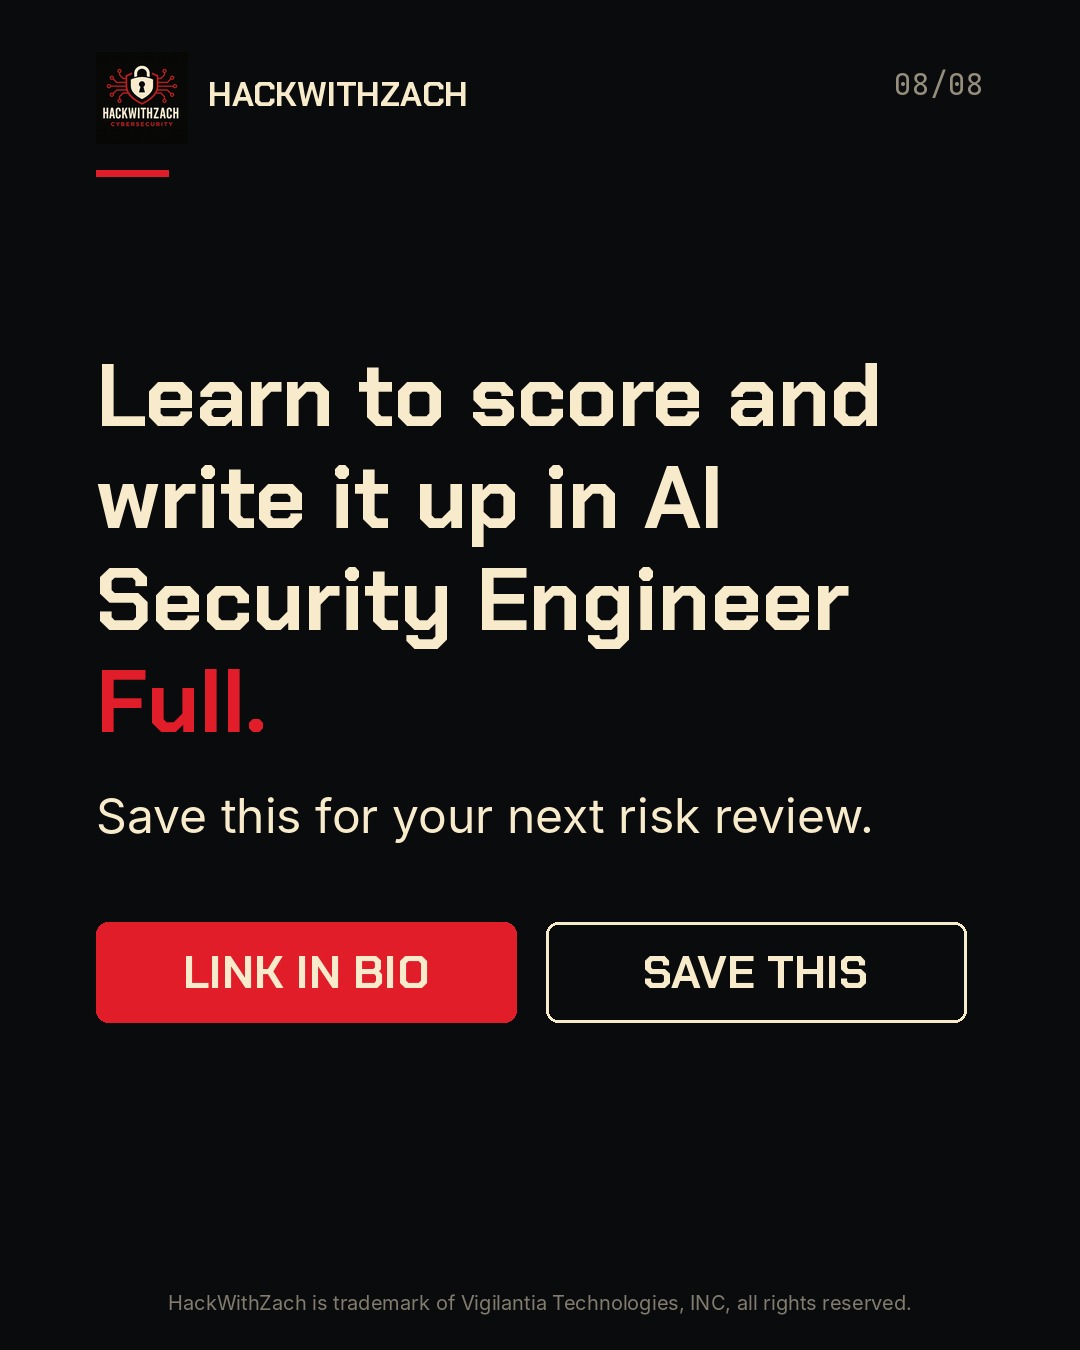 HACKWITHZACH
CYBERSECURITY
HACKWITHZACH
08/08
Learn to score and
write it up in AI
Security Engineer
Full.
Save this for your next risk review.
LINK IN BIO
SAVE THIS
HackWithZach is trademark of Vigilantia Technologies, INC, all rights reserved.